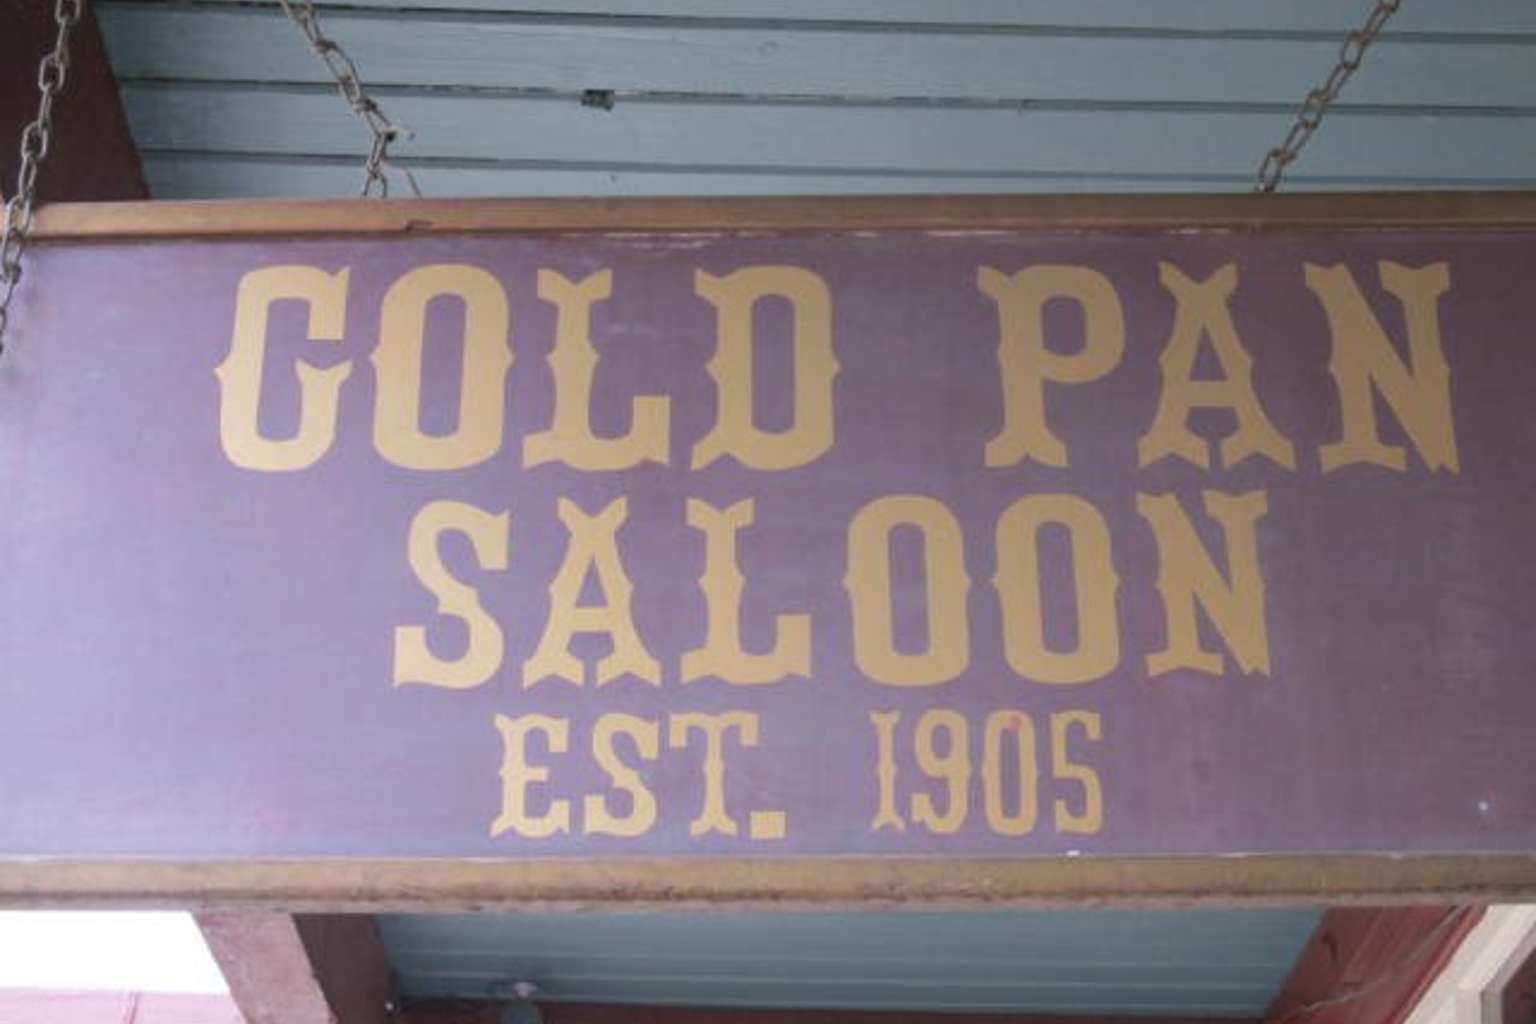 GOLD PAN
SALOON
EST. 1905